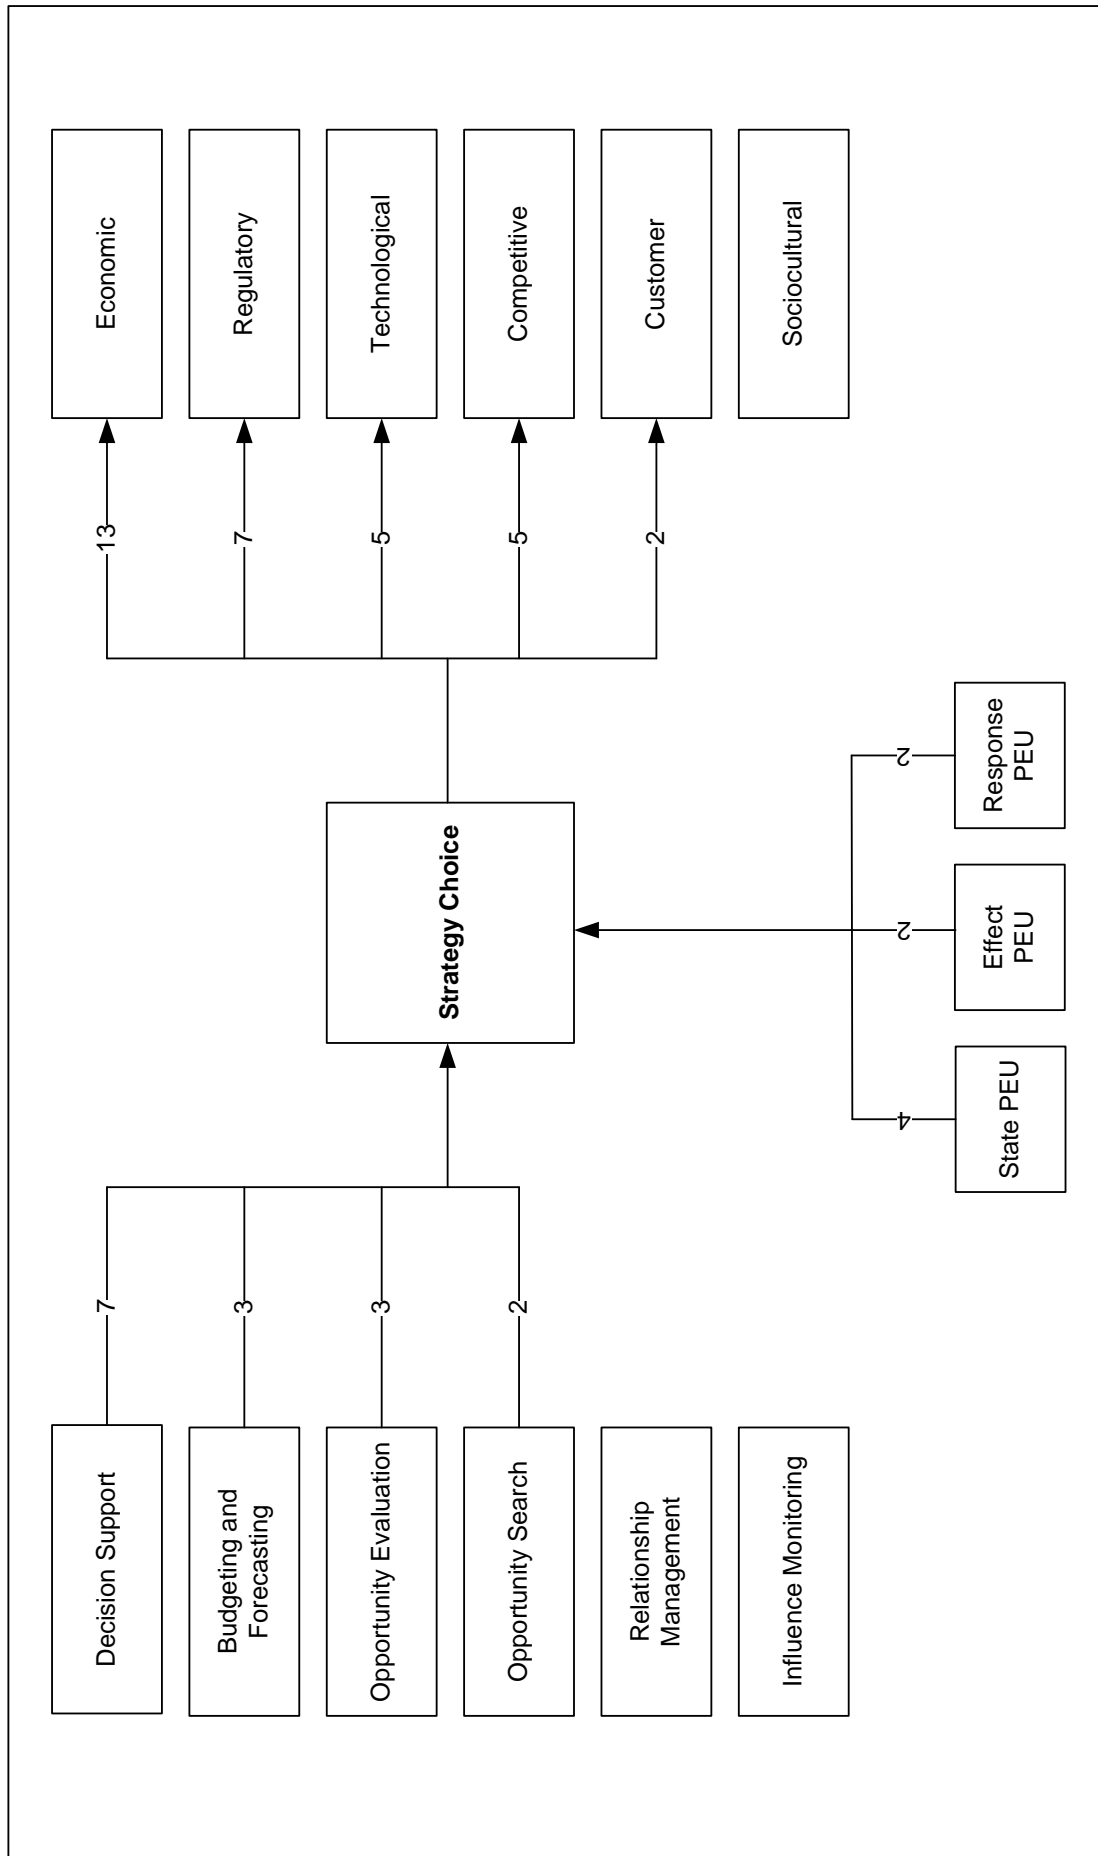 Decision Support
7
Budgeting and
Forecasting
3
Opportunity Evaluation
3
Opportunity Search
2
Relationship
Management
Influence Monitoring
Strategy Choice
13
Economic
7
Regulatory
5
Technological
5
Competitive
2
Customer
Sociocultural
4
2
2
State PEU
Effect
PEU
Response
PEU